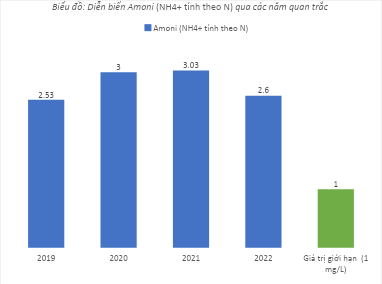 Biểu đồ: Diễn biến Amoni (NH4+ tính theo N) qua các năm quan trắc
Amoni (NH4+ tính theo N)
2.53
3
3.03
2.6
1
2019
2020
2021
2022
Giá trị giới hạn (1
mg/L)